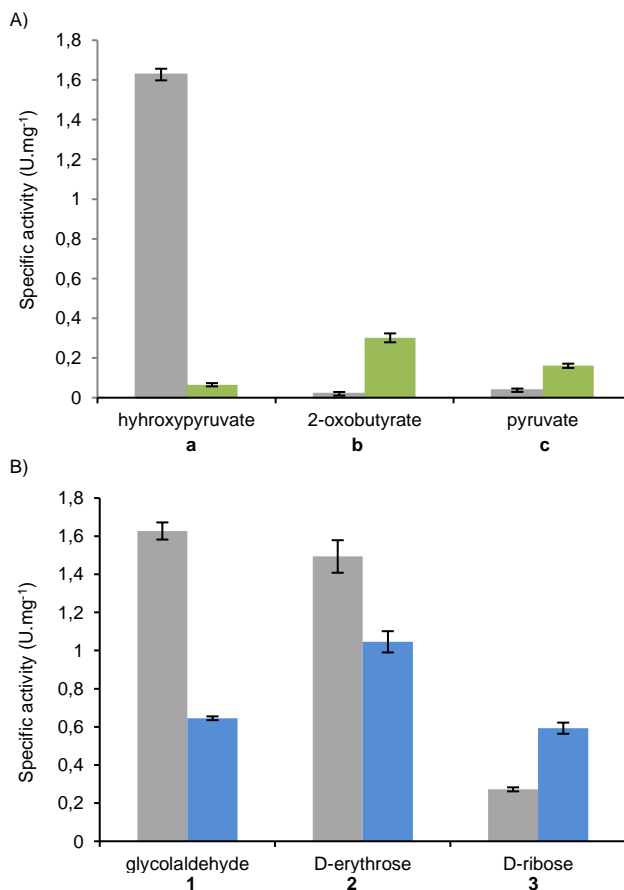 A)
Specific activity (U.mg-1)
1,8
1,6
1,4
1,2
1
0,8
0,6
0,4
0,2
0
hyhroxypyruvate 2-oxobutyrate pyruvate
a b c
B)
Specific activity (U.mg-1)
1,8
1,6
1,4
1,2
1
0,8
0,6
0,4
0,2
0
glycolaldehyde D-erythrose D-ribose
1 2 3